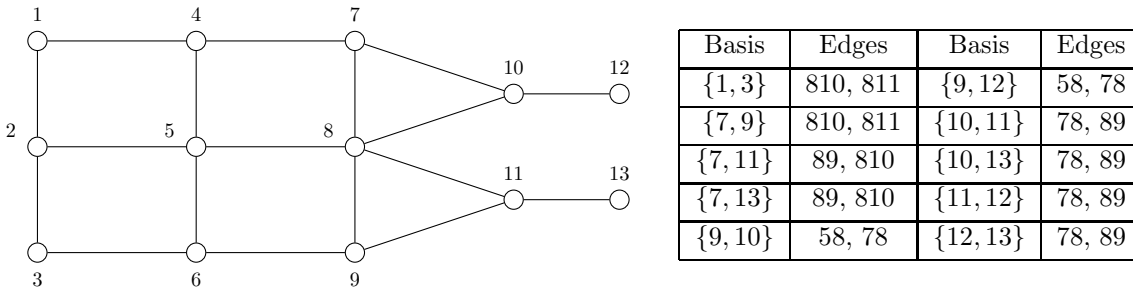 1 4 7
10 12
2 5 8
11 13
3 6 9
Basis Edges Basis Edges
{1, 3} 810, 811 {9, 12} 58, 78
{7, 9} 810, 811 {10, 11} 78, 89
{7, 11} 89, 810 {10, 13} 78, 89
{7, 13} 89, 810 {11, 12} 78, 89
{9, 10} 58, 78 {12, 13} 78, 89